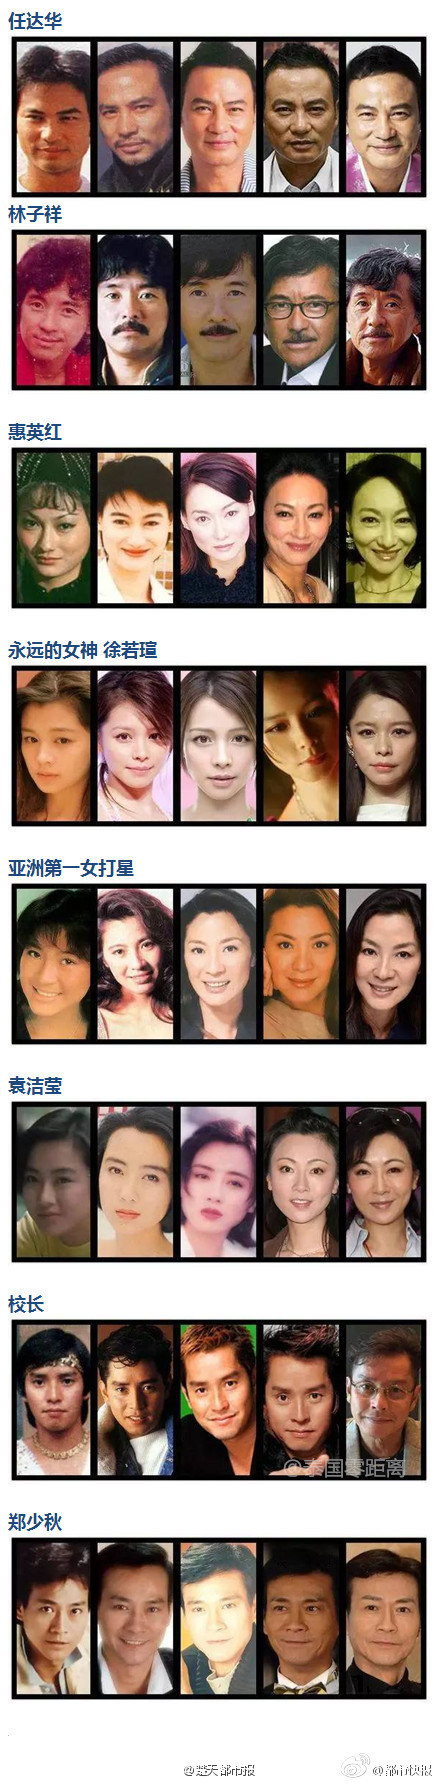 任达华
林子祥
惠英红
永远的女神 徐若瑄
亚洲第一女打星
袁洁莹
校长
@泰国零距离
郑少秋
@楚天都市报
@都市快报